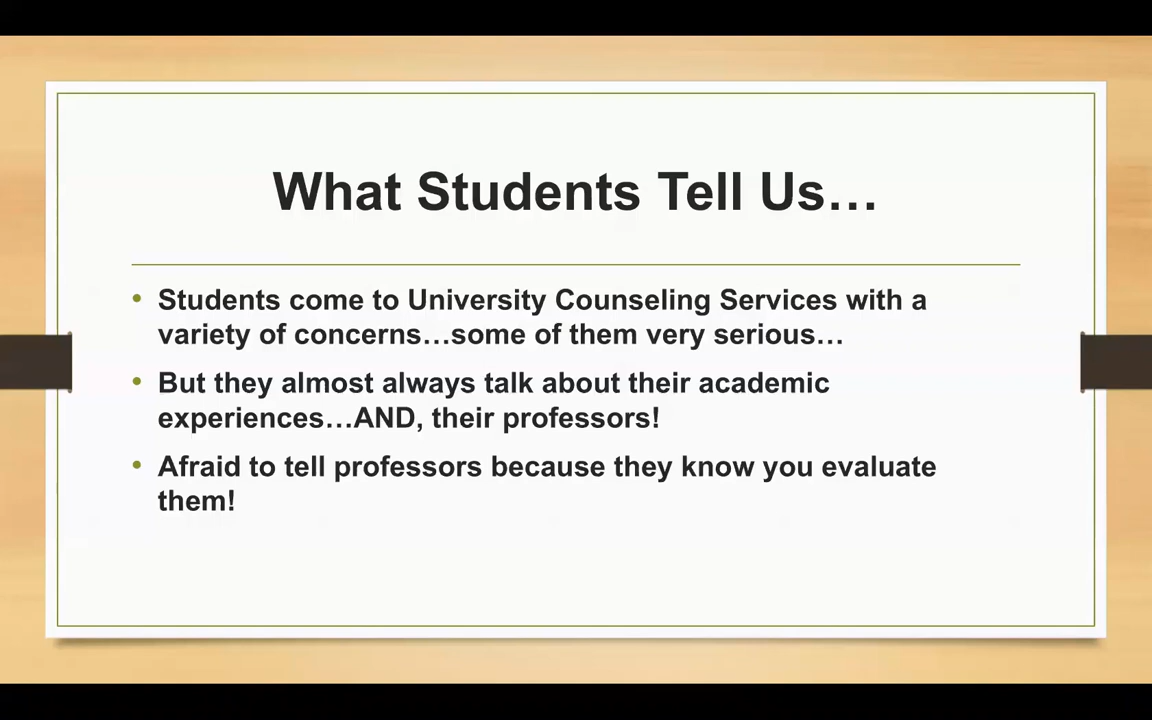 What Students Tell Us…
• Students come to University Counseling Services with a
variety of concerns…some of them very serious…
• But they almost always talk about their academic
experiences…AND, their professors!
• Afraid to tell professors because they know you evaluate
them!